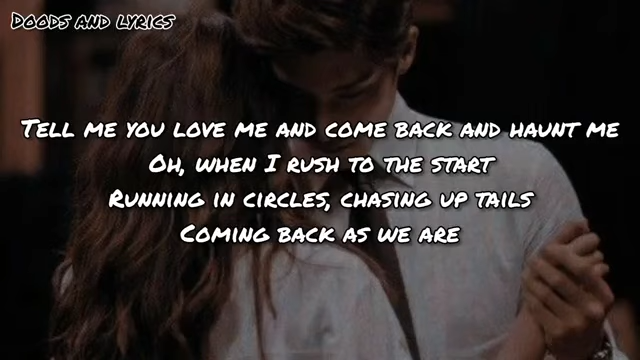 Doods and lyrics
Tell me you love me and come back and haunt me
Oh, when I rush to the start
Running in circles, chasing up tails
Coming back as we are